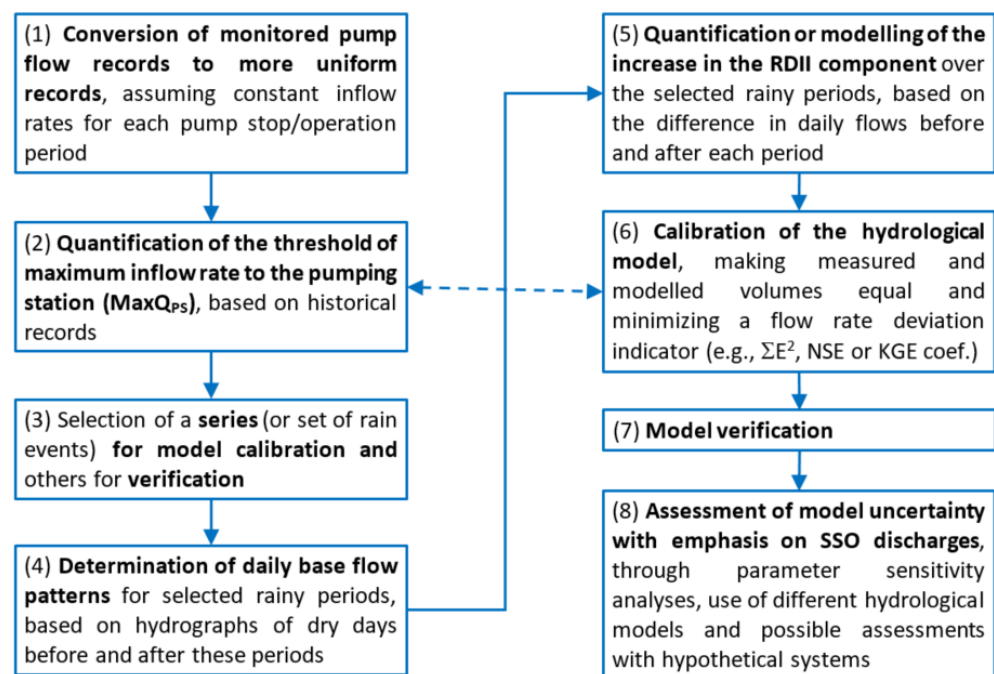 (1) Conversion of monitored pump
flow records to more uniform
records, assuming constant inflow
rates for each pump stop/operation
period
(2) Quantification of the threshold of
maximum inflow rate to the pumping
station (MaxQPS), based on historical
records
(3) Selection of a series (or set of rain
events) for model calibration and
others for verification
(4) Determination of daily base flow
patterns for selected rainy periods,
based on hydrographs of dry days
before and after these periods
(5) Quantification or modelling of the
increase in the RDII component over
the selected rainy periods, based on
the difference in daily flows before
and after each period
(6) Calibration of the hydrological
model, making measured and
modelled volumes equal and
minimizing a flow rate deviation
indicator (e.g., ΣE², NSE or KGE coef.)
(7) Model verification
(8) Assessment of model uncertainty
with emphasis on SSO discharges,
through parameter sensitivity
analyses, use of different hydrological
models and possible assessments
with hypothetical systems